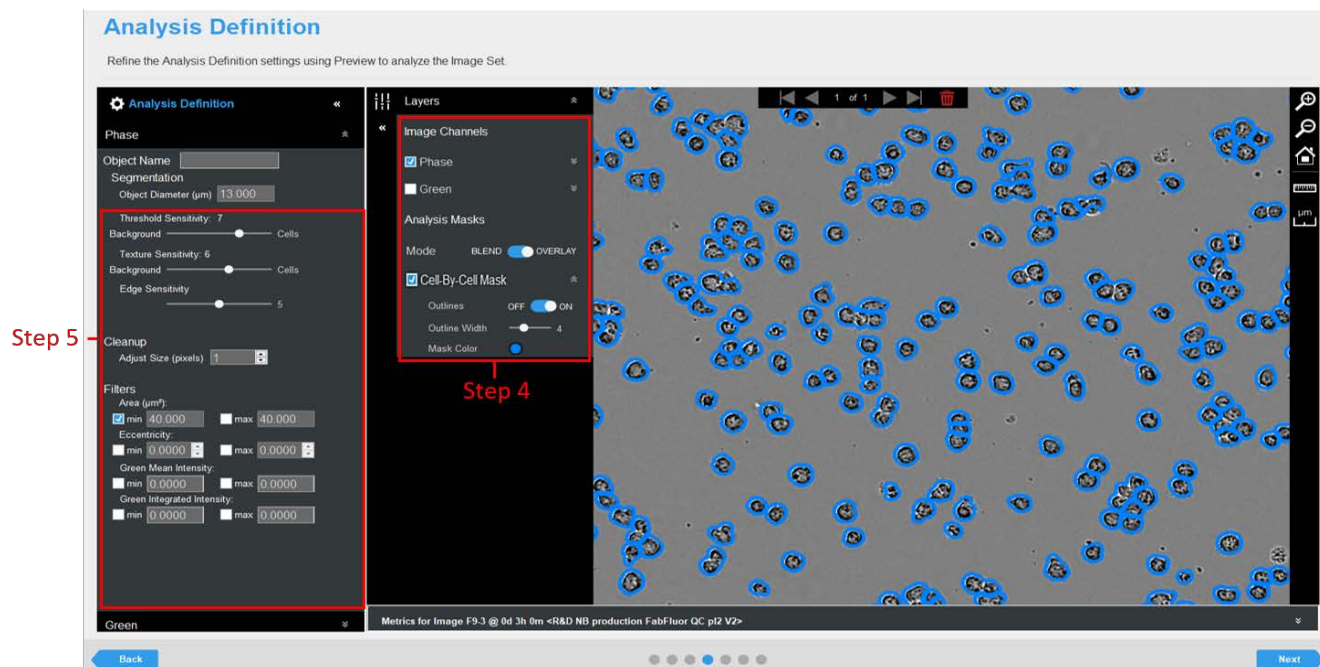 Analysis Definition
Refine the Analysis Definition settings using Preview to analyze the Image Set.
Analysis Definition «
Phase
Object Name
Segmentation
Object Diameter (µm) 13.000
Threshold Sensitivity: 7
Background Cells
Texture Sensitivity: 6
Background Cells
Edge Sensitivity
5
Cleanup
Adjust Size (pixels) 1
Filters
Area (µm²):
min 40.000 max 40.000
Eccentricity:
min 0.0000 max 0.0000
Green Mean Intensity:
min 0.0000 max 0.0000
Green Integrated Intensity:
min 0.0000 max 0.0000
Green
Step 5
Layers
«
Image Channels
Phase
Green
Analysis Masks
Mode BLEND OVERLAY
Cell-By-Cell Mask
Outlines OFF ON
Outline Width 4
Mask Color
Step 4
1 of 1
µm
Metrics for Image F9-3 @ 0d 3h 0m <R&D NB production FabFluor QC pl2 V2>
Back
Next